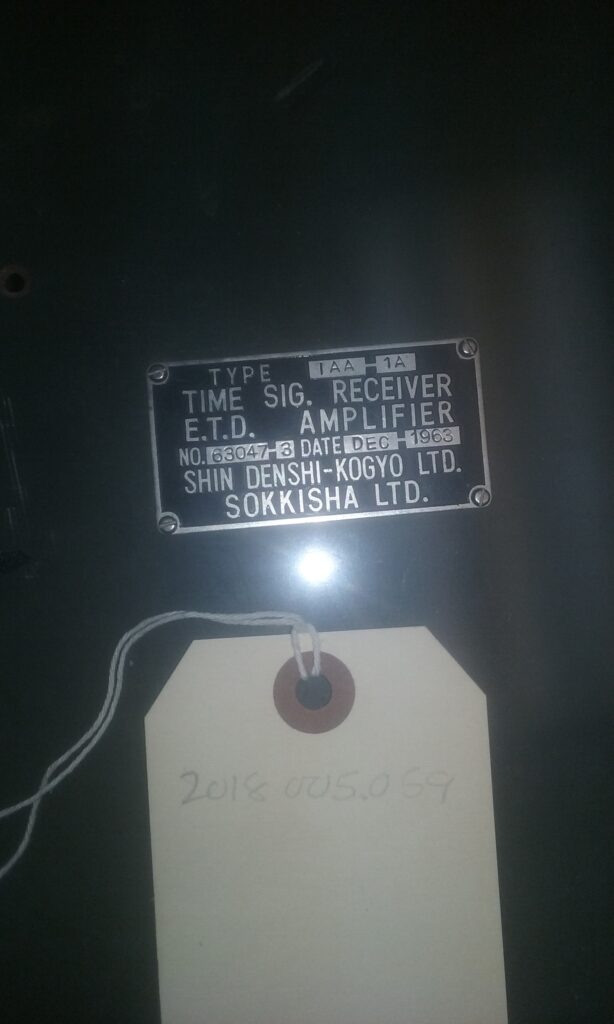 TYPE TAA-1A
TIME SIG. RECEIVER
E.T.D. AMPLIFIER
NO. 63047-3 DATE DEC-1963
SHIN DENSHI-KOGYO LTD.
SOKKISHA LTD.
2018 005.069